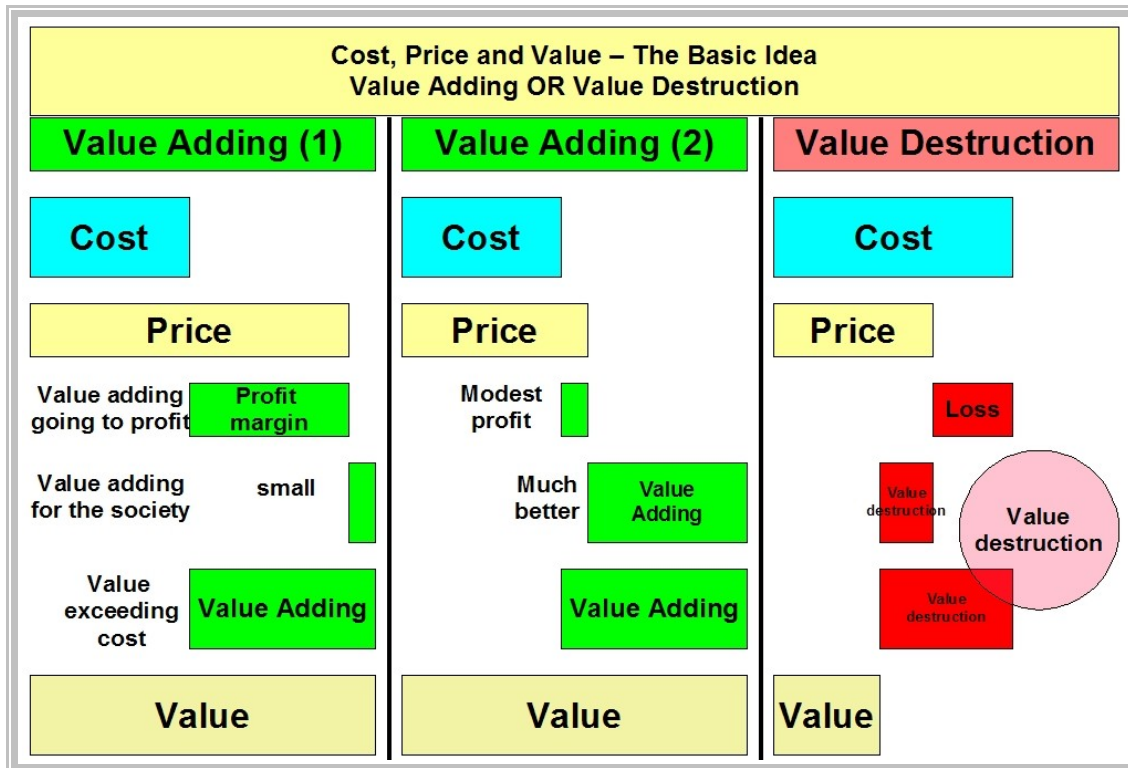 Cost, Price and Value – The Basic Idea
Value Adding OR Value Destruction
Value Adding (1)
Cost
Price
Value adding
going to profit
Profit
margin
Value adding
for the society
small
Value
exceeding
cost
Value Adding
Value
Value Adding (2)
Cost
Price
Modest
profit
Much
better
Value
Adding
Value Adding
Value
Value Destruction
Cost
Price
Loss
Value
destruction
Value
destruction
Value
destruction
Value